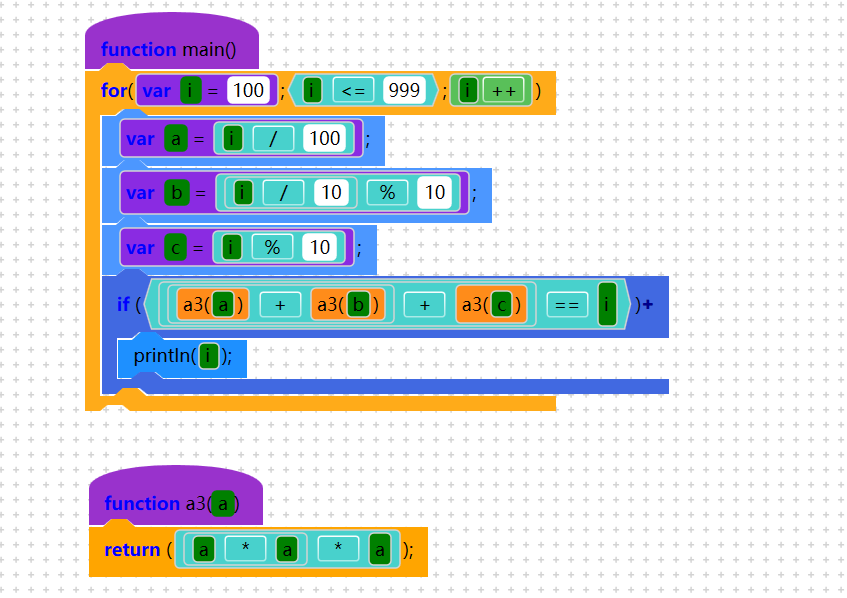 function main()
for( var i = 100 ; i <= 999 ; i ++ )
var a = i / 100 ;
var b = i / 10 % 10 ;
var c = i % 10 ;
if ( a3( a ) + a3( b ) + a3( c ) == i )+
println( i );
function a3( a )
return ( a * a * a );